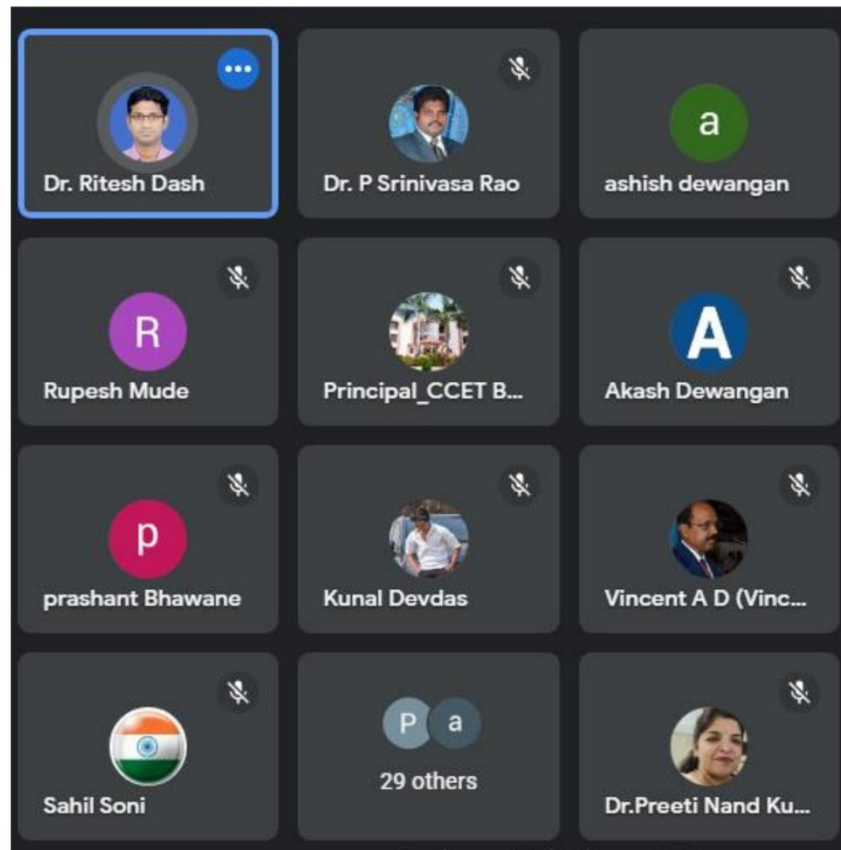 Dr. Ritesh Dash
Dr. P Srinivasa Rao
a
ashish dewangan
R
Rupesh Mude
Principal_CCET B...
A
Akash Dewangan
p
prashant Bhawane
Kunal Devdas
Vincent A D (Vinc...
Sahil Soni
P a
29 others
Dr.Preeti Nand Ku...